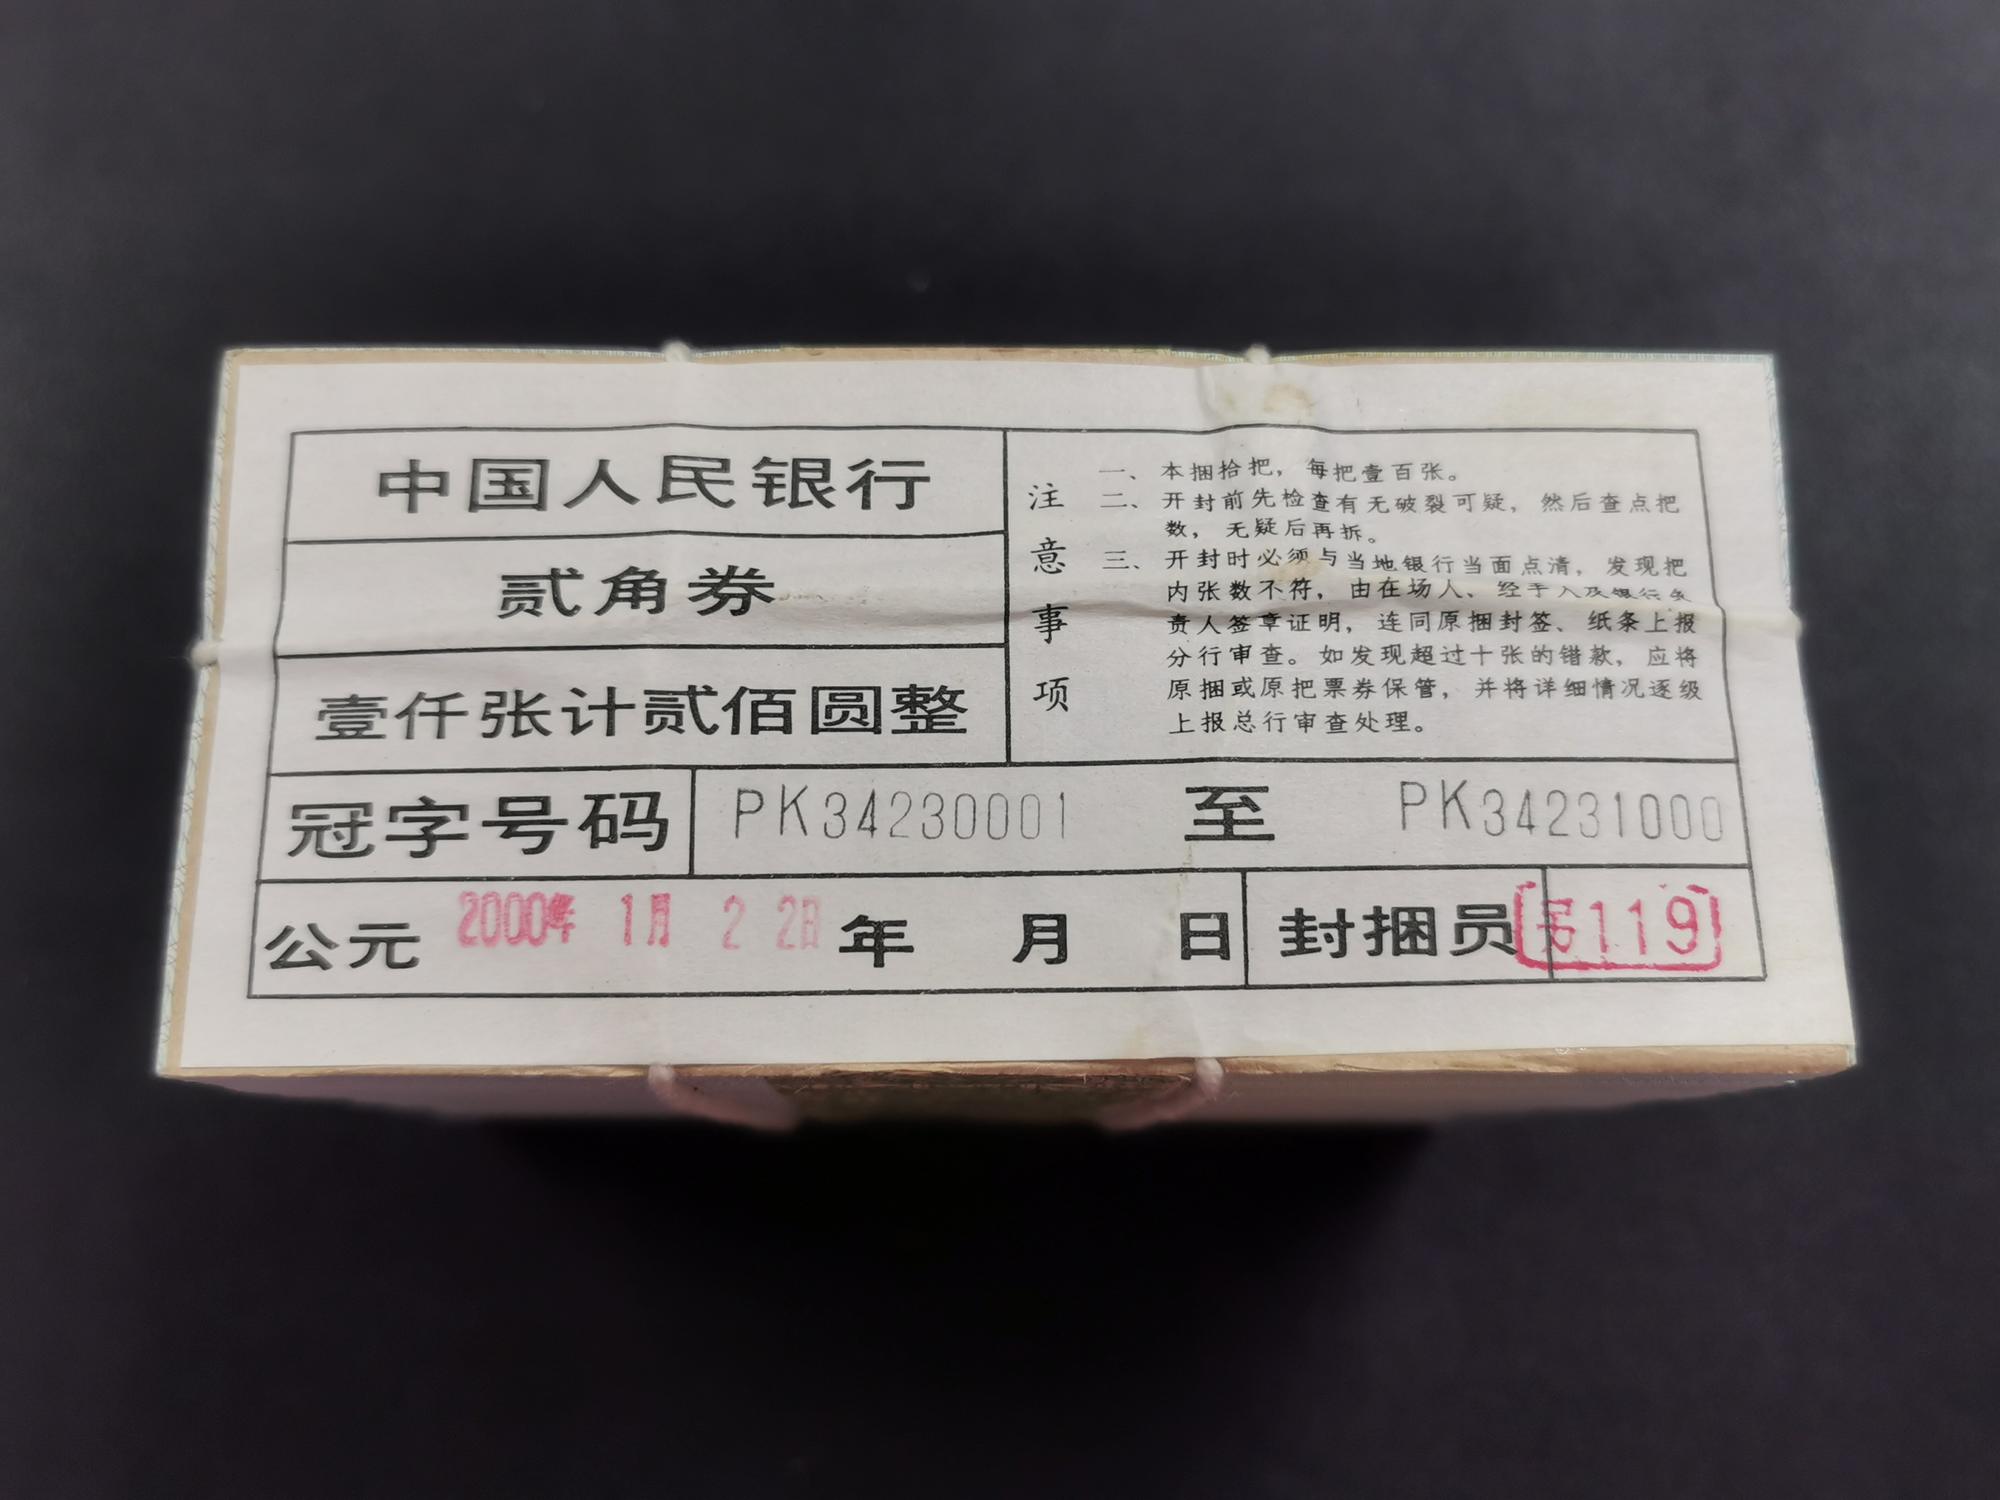 中国人民银行
贰角券
壹仟张计贰佰圆整
注意事项
一、本捆拾把，每把壹百张。
二、开封前先检查有无破裂可疑，然后查点把
数，无疑后再拆。
三、开封时必须与当地银行当面点清，发现把
内张数不符，由在场人、经手人及银行负
责人签章证明，连同原捆封签、纸条上报
分行审查。如发现超过十张的错款，应将
原捆或原把票券保管，并将详细情况逐级
上报总行审查处理。
冠字号码 PK34230001 至 PK34231000
公元 2000年 1月 2 2日 年 月 日 封捆员 号119